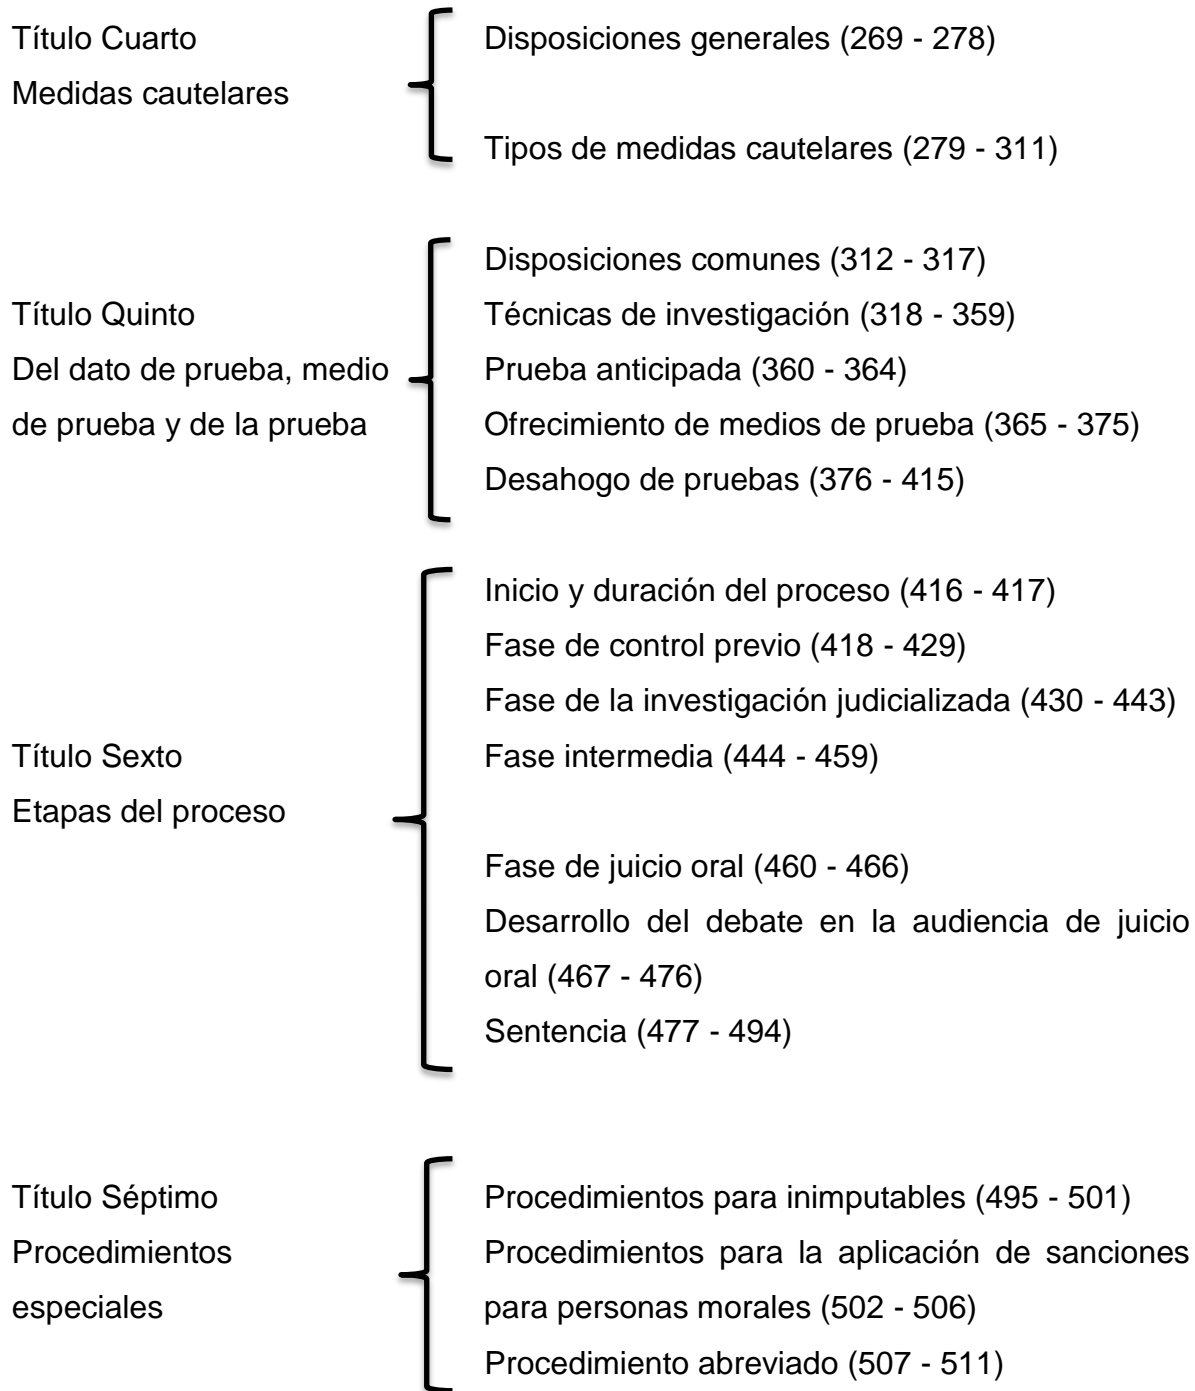 Título Cuarto
Medidas cautelares
Disposiciones generales (269 - 278)
Tipos de medidas cautelares (279 - 311)
Título Quinto
Del dato de prueba, medio
de prueba y de la prueba
Disposiciones comunes (312 - 317)
Técnicas de investigación (318 - 359)
Prueba anticipada (360 - 364)
Ofrecimiento de medios de prueba (365 - 375)
Desahogo de pruebas (376 - 415)
Título Sexto
Etapas del proceso
Inicio y duración del proceso (416 - 417)
Fase de control previo (418 - 429)
Fase de la investigación judicializada (430 - 443)
Fase intermedia (444 - 459)
Fase de juicio oral (460 - 466)
Desarrollo del debate en la audiencia de juicio
oral (467 - 476)
Sentencia (477 - 494)
Título Séptimo
Procedimientos
especiales
Procedimientos para inimputables (495 - 501)
Procedimientos para la aplicación de sanciones
para personas morales (502 - 506)
Procedimiento abreviado (507 - 511)